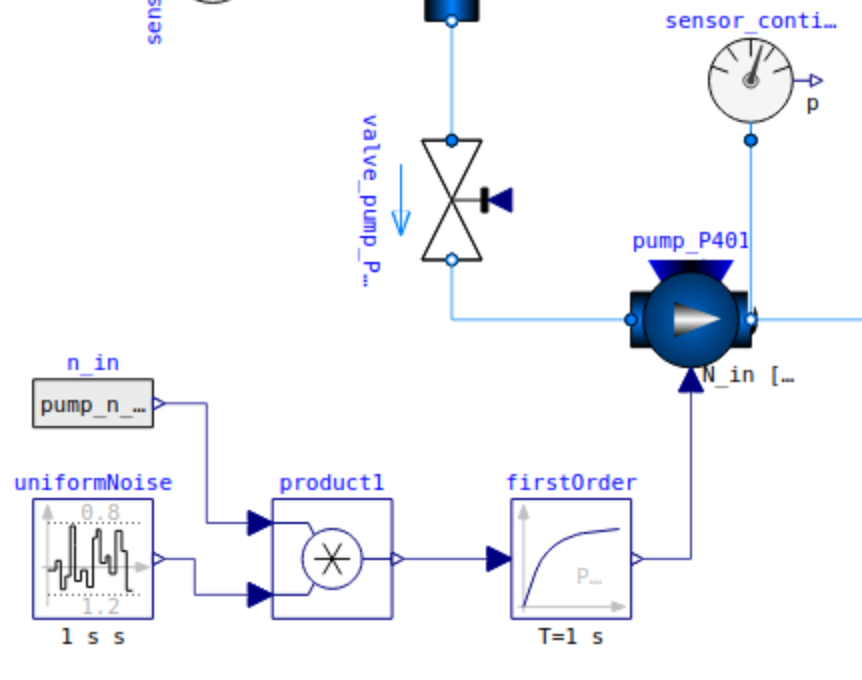 sens
sensor_conti…
p
valve_pump_P…
pump_P401
N_in […
n_in
pump_n_…
uniformNoise
0.8
1.2
1 s s
product1
firstOrder
P…
T=1 s